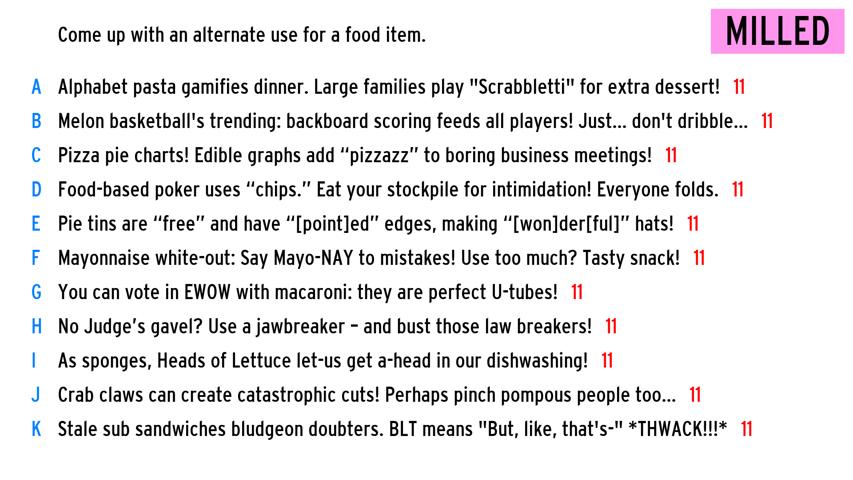 Come up with an alternate use for a food item.
MILLED
A Alphabet pasta gamifies dinner. Large families play "Scrabbletti" for extra dessert! 11
B Melon basketball's trending: backboard scoring feeds all players! Just... don't dribble... 11
C Pizza pie charts! Edible graphs add “pizzazz” to boring business meetings! 11
D Food-based poker uses “chips.” Eat your stockpile for intimidation! Everyone folds. 11
E Pie tins are “free” and have “[point]ed” edges, making “[won]der[ful]” hats! 11
F Mayonnaise white-out: Say Mayo-NAY to mistakes! Use too much? Tasty snack! 11
G You can vote in EWOW with macaroni: they are perfect U-tubes! 11
H No Judge’s gavel? Use a jawbreaker – and bust those law breakers! 11
I As sponges, Heads of Lettuce let-us get a-head in our dishwashing! 11
J Crab claws can create catastrophic cuts! Perhaps pinch pompous people too... 11
K Stale sub sandwiches bludgeon doubters. BLT means "But, like, that's-" *THWACK!!!* 11